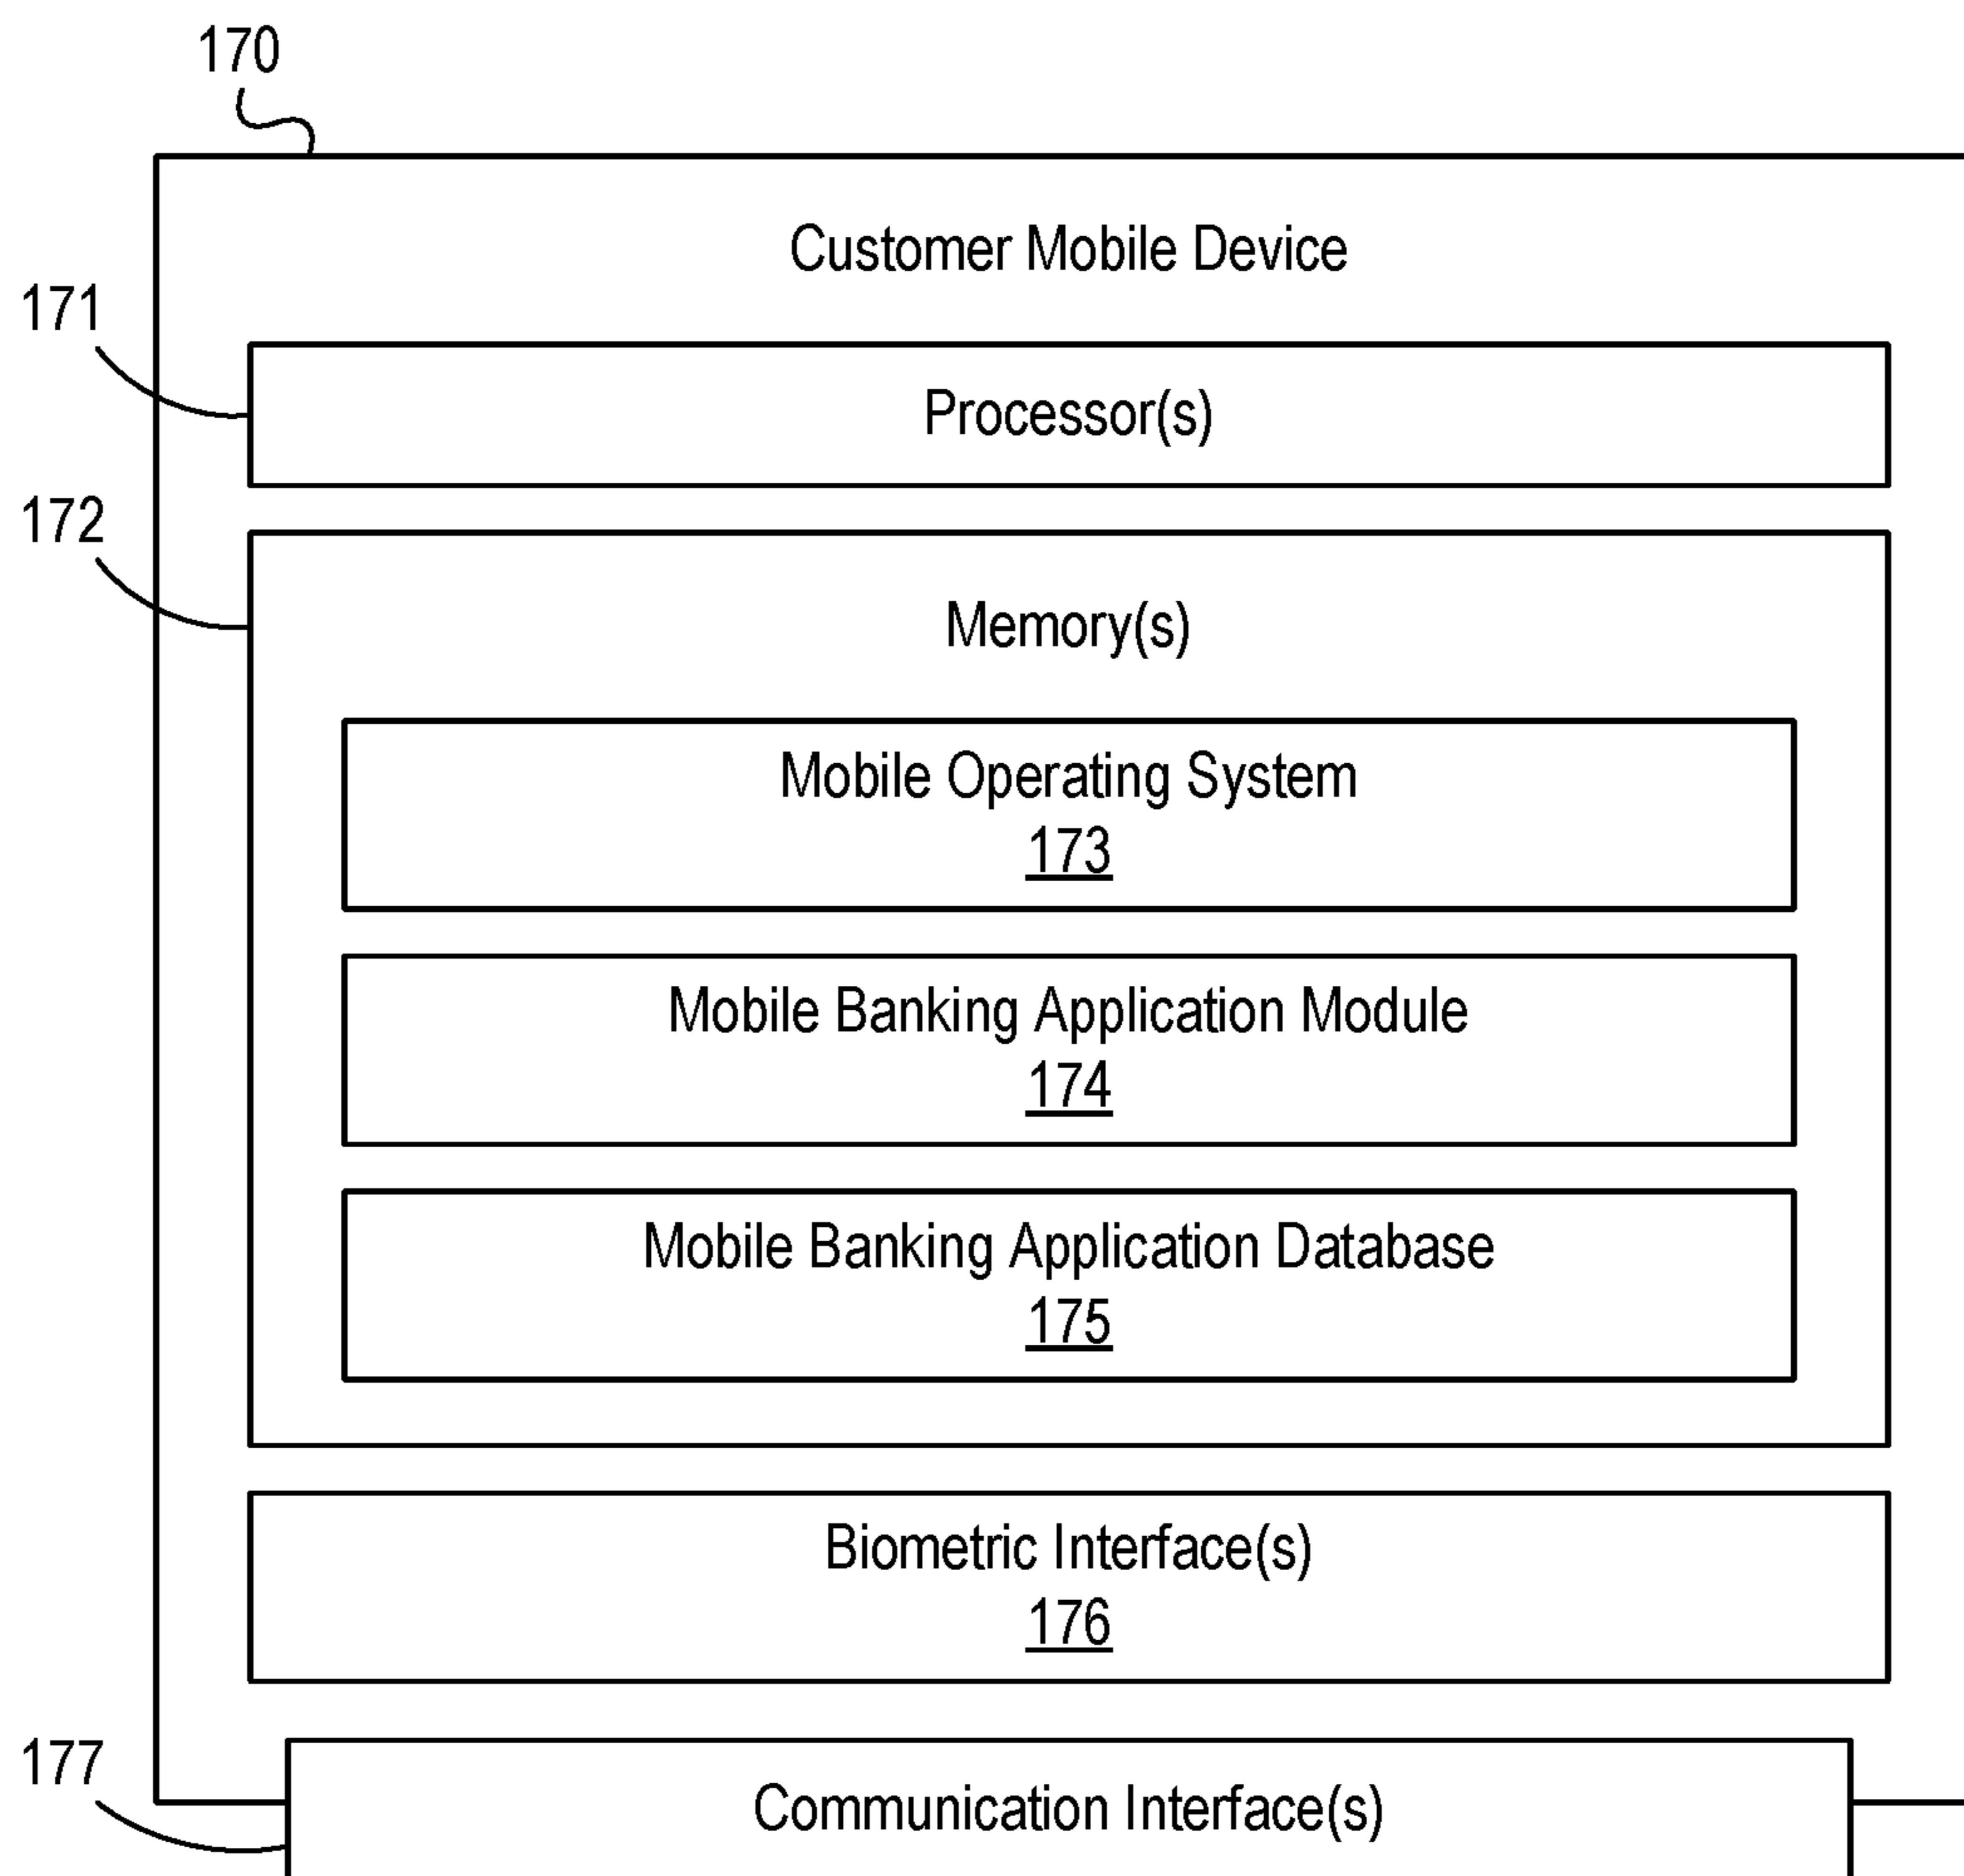 170
Customer Mobile Device
171
Processor(s)
172
Memory(s)
Mobile Operating System
173
Mobile Banking Application Module
174
Mobile Banking Application Database
175
Biometric Interface(s)
176
177
Communication Interface(s)